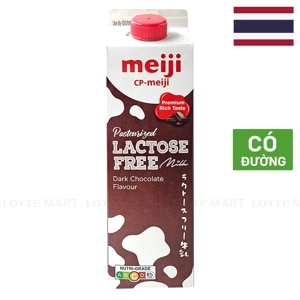 meiji
CP-meiji
Premium
Rich Taste
Pasteurized
LACTOSE
FREE Milk
Dark Chocolate
Flavour
ラクトースフリー牛乳
CÓ
ĐƯỜNG
LOTTE MART
NUTRI-GRADE
A B C D